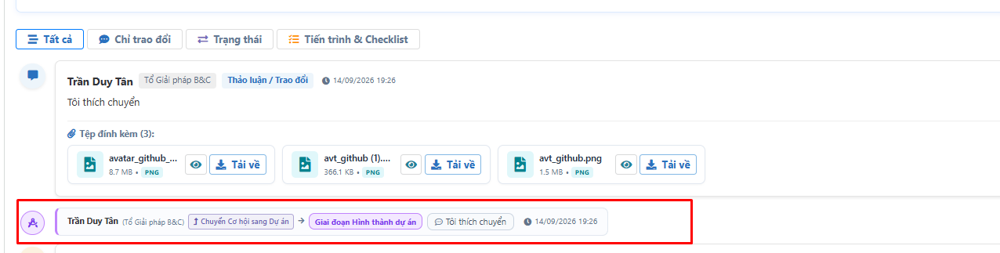 Tất cả
Chỉ trao đổi
Trạng thái
Tiến trình & Checklist
Trần Duy Tân Tổ Giải pháp B&C Thảo luận / Trao đổi 14/09/2026 19:26
Tôi thích chuyển
Tệp đính kèm (3):
avatar_github_...
8.7 MB • PNG
Tải về
avt_github (1)....
366.1 KB • PNG
Tải về
avt_github.png
1.5 MB • PNG
Tải về
Trần Duy Tân (Tổ Giải pháp B&C) Chuyển Cơ hội sang Dự án → Giai đoạn Hình thành dự án Tôi thích chuyển 14/09/2026 19:26